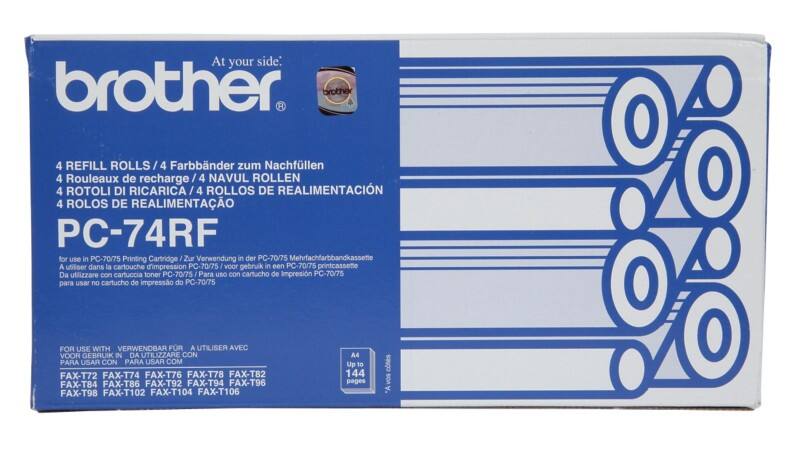 At your side.
brother®
brother
4 REFILL ROLLS / 4 Farbbänder zum Nachfüllen
4 Rouleaux de recharge / 4 NAVUL ROLLEN
4 ROTOLI DI RICARICA / 4 ROLLOS DE REALIMENTACIÓN
4 ROLOS DE REALIMENTAÇÃO
PC-74RF
for use in PC-70/75 Printing Cartridge / Zur Verwendung in der PC-70/75 Mehrfachfarbbandkassette
A utiliser dans la cartouche d'impression PC-70/75 / voor gebruik in een PC-70/75 printcassette
Da utilizzare con cartuccia toner PC-70/75 / Para uso con cartucho de Impresión PC-70/75
para usar no cartucho de impressão do PC-70/75
FOR USE WITH VERWENDBAR FÜR A UTILISER AVEC
VOOR GEBRUIK IN DA UTILIZZARE CON
PARA USAR CON PARA USAR COM
FAX-T72 FAX-T74 FAX-T76 FAX-T78 FAX-T82
FAX-T84 FAX-T86 FAX-T92 FAX-T94 FAX-T96
FAX-T98 FAX-T102 FAX-T104 FAX-T106
A4
Up to
144
pages
*A vos côtés